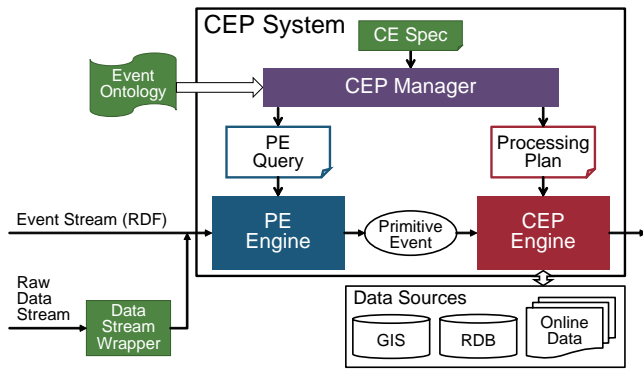 CEP System
CE Spec
Event
Ontology
CEP Manager
PE
Query
Processing
Plan
Event Stream (RDF)
PE
Engine
Primitive
Event
CEP
Engine
Raw
Data
Stream
Data
Stream
Wrapper
Data Sources
GIS
RDB
Online
Data